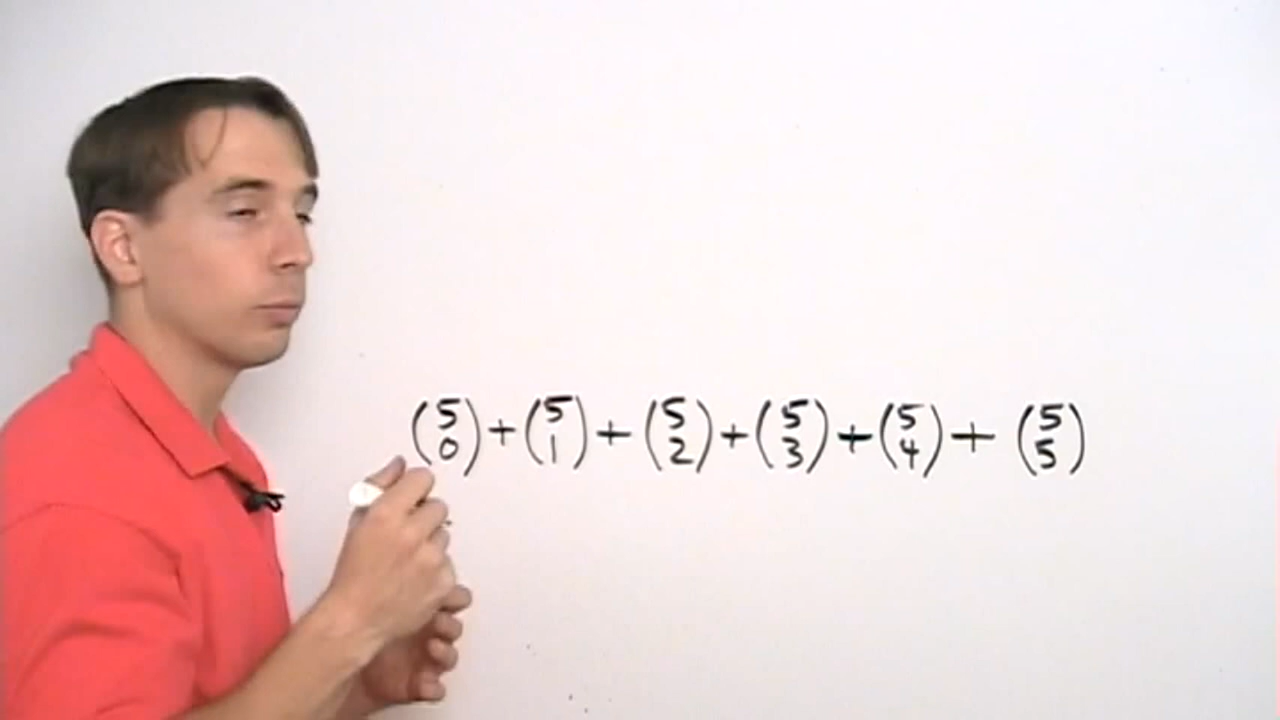 (5 0) + (5 1) + (5 2) + (5 3) + (5 4) + (5 5)